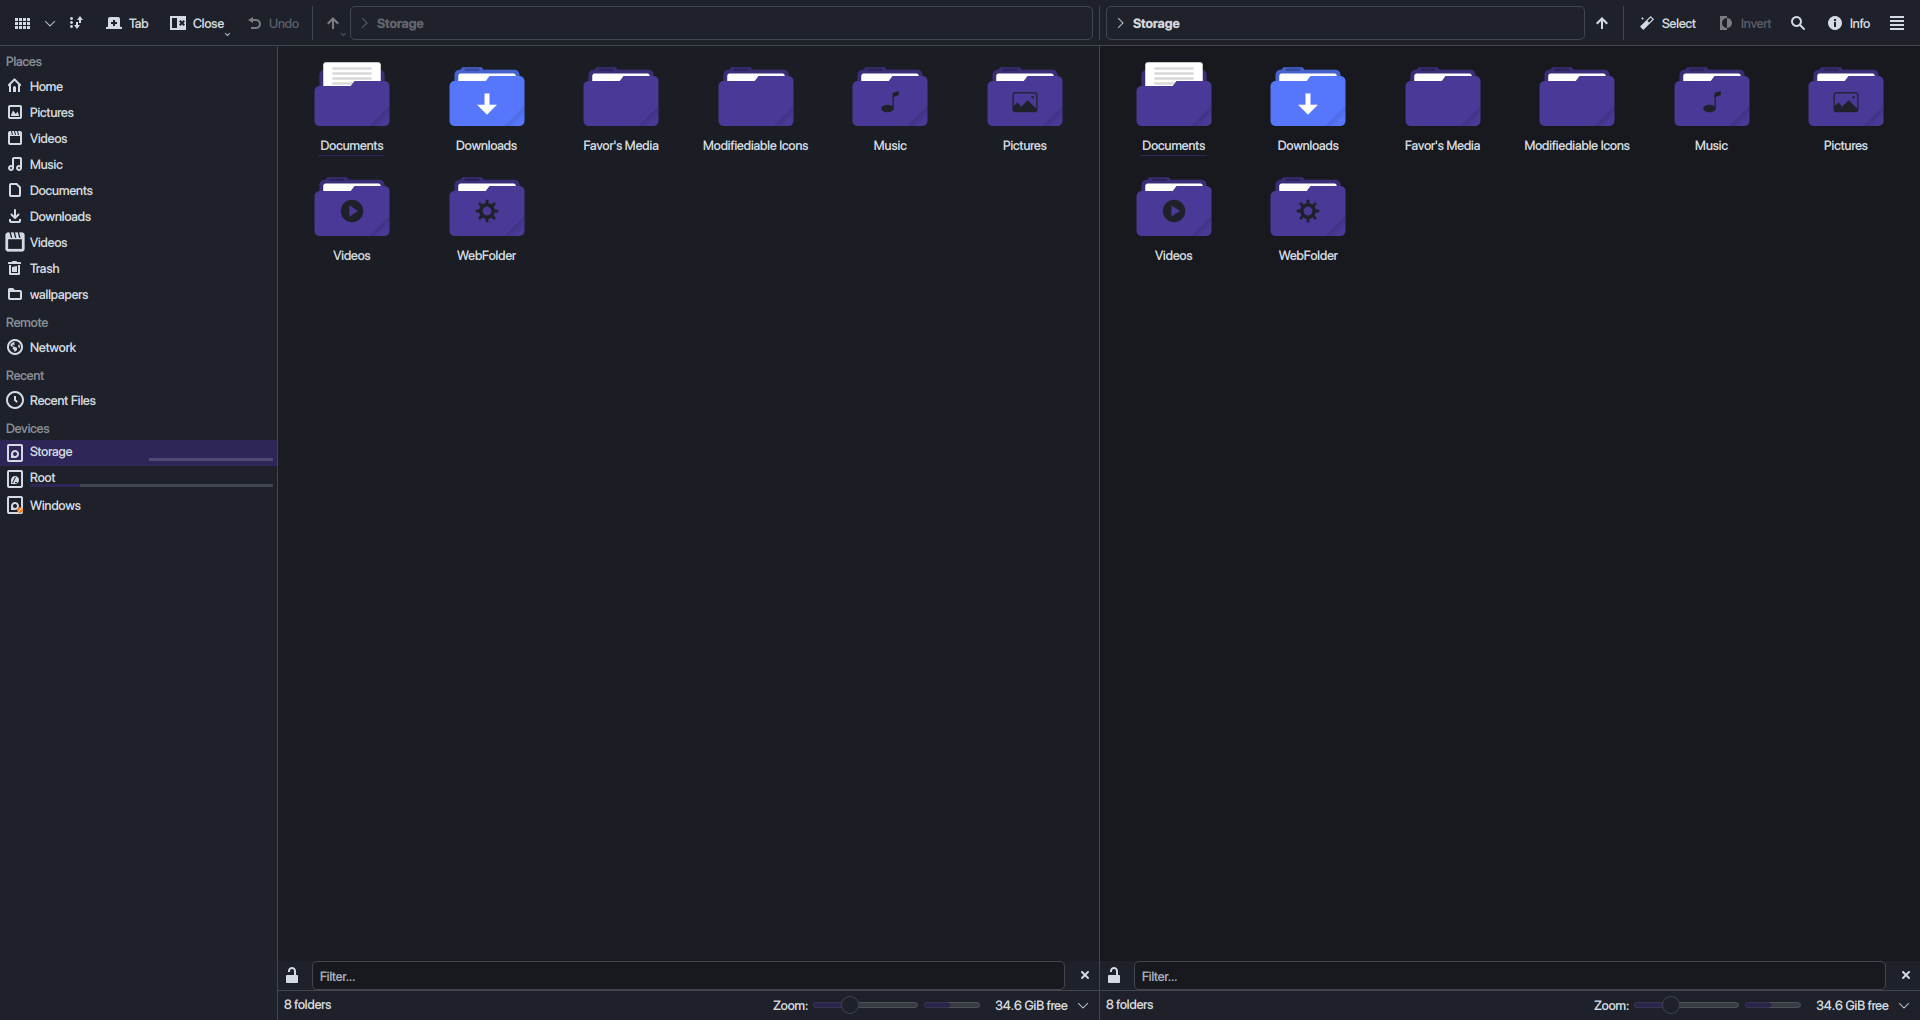 Tab Close Undo Storage Storage Select Invert Info
Places
Home
Pictures
Videos
Music
Documents
Downloads
Videos
Trash
wallpapers
Remote
Network
Recent
Recent Files
Devices
Storage
Root
Windows
Documents Downloads Favor's Media Modifiediable Icons Music Pictures
Videos WebFolder
Filter...
8 folders Zoom: 34.6 GiB free
Documents Downloads Favor's Media Modifiediable Icons Music Pictures
Videos WebFolder
Filter...
8 folders Zoom: 34.6 GiB free